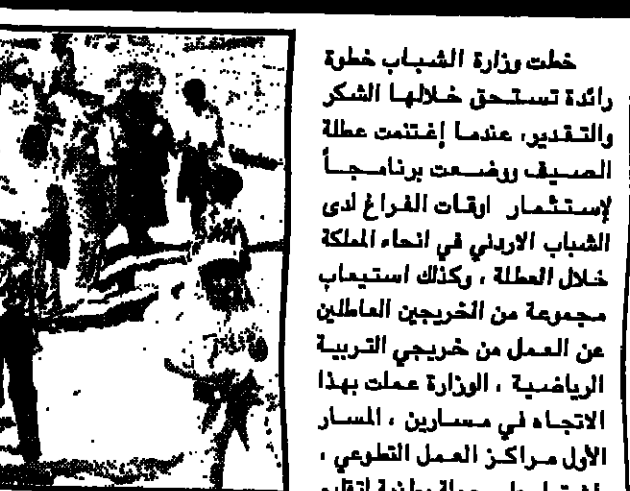 خطت وزارة الشباب خطوة
رائدة تستحق خلالها الشكر
والتقدير، عندما إغتنمت عطلة
الصيف ووضعت برنامجاً
لإستثمار اوقات الفراغ لدى
الشباب الاردني في انحاء المملكة
خلال العطلة ، وكذلك استيعاب
مجموعة من الخريجين العاطلين
عن العمل من خريجي التربية
الرياضية ، الوزارة عملت بهذا
الاتجاه في مسارين ، المسار
الأول مراكز العمل التطوعي ،